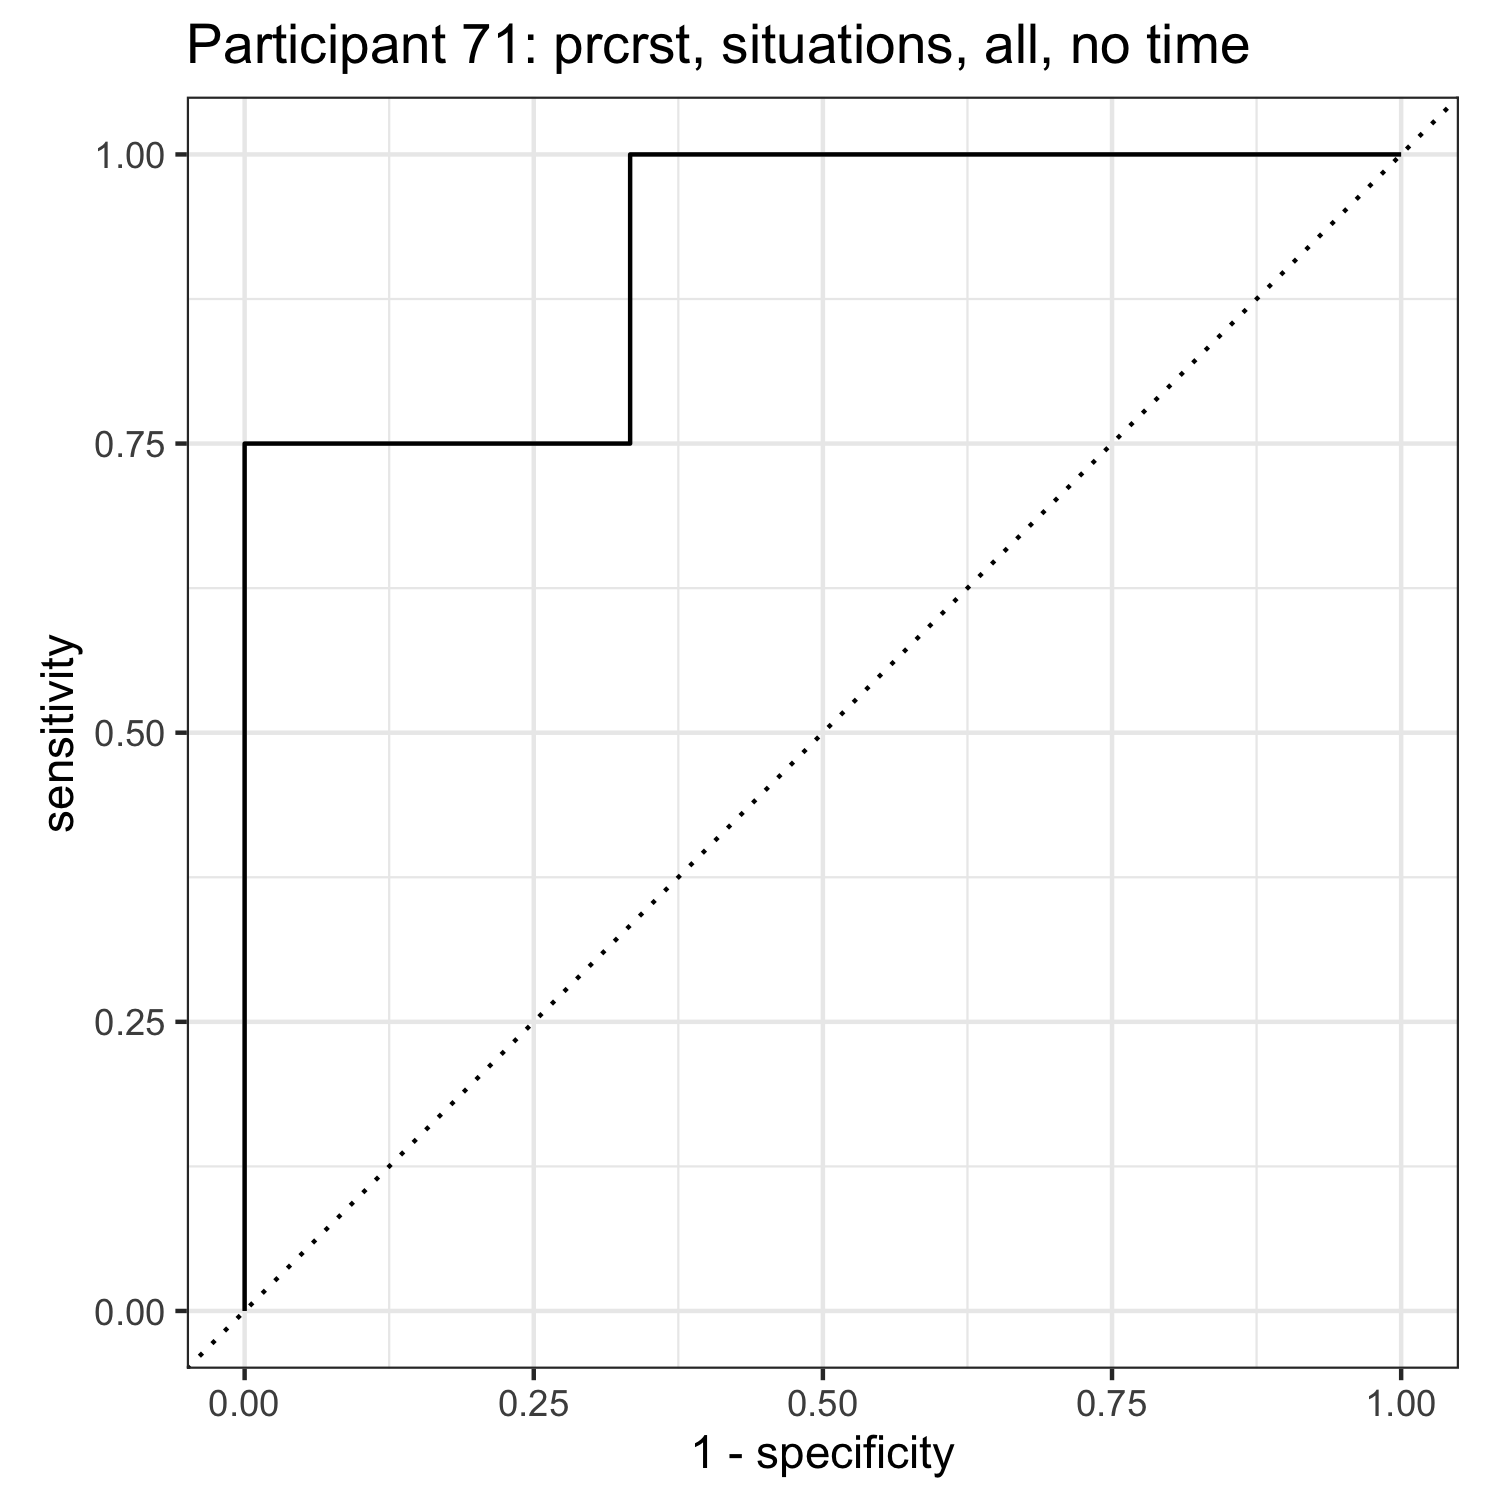 Participant 71: prcrst, situations, all, no time
1.00
0.75
0.50
0.25
0.00
sensitivity
0.00 0.25 0.50 0.75 1.00
1 - specificity